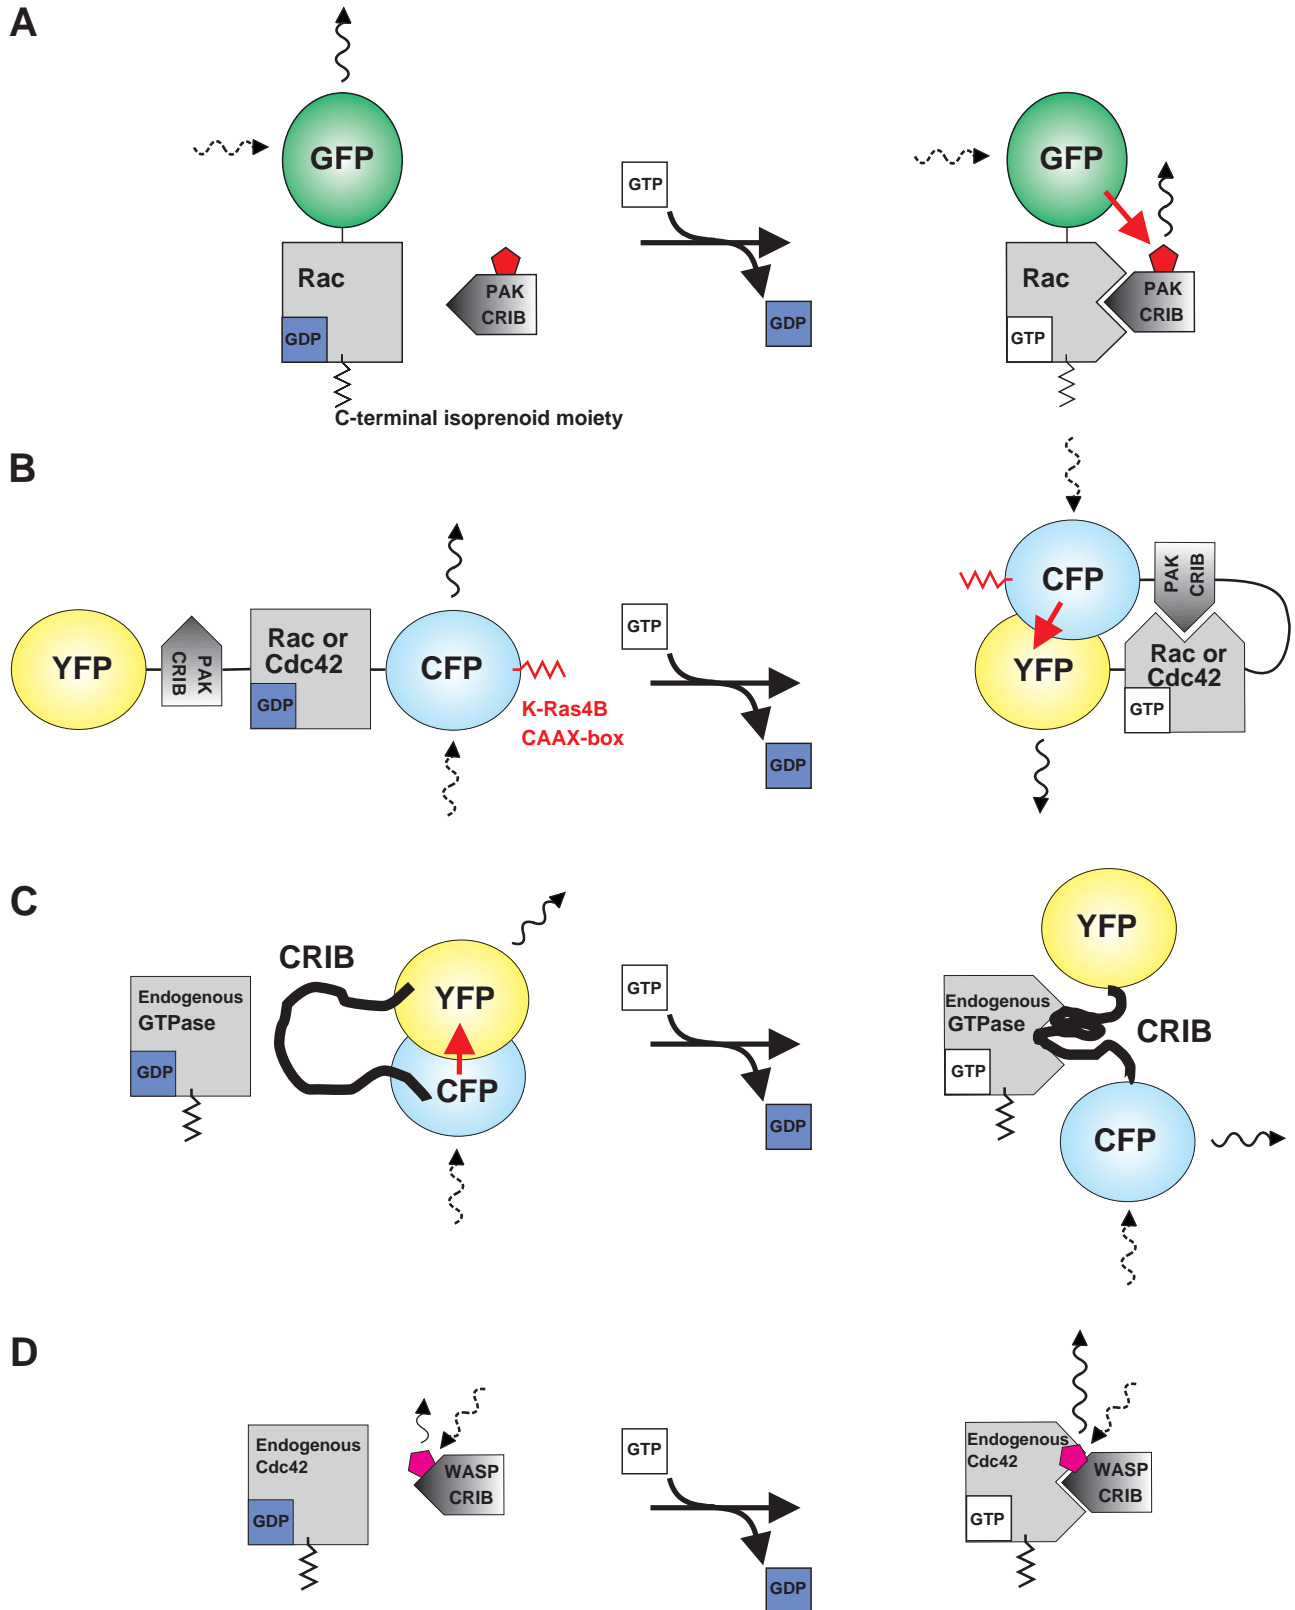 A
GFP
Rac
GDP
PAK
CRIB
C-terminal isoprenoid moiety
GTP
GDP
GFP
Rac
GTP
PAK
CRIB
B
YFP
PAK
CRIB
Rac or
Cdc42
GDP
CFP
K-Ras4B
CAAX-box
GTP
GDP
CFP
PAK
CRIB
YFP
Rac or
Cdc42
GTP
C
Endogenous
GTPase
GDP
CRIB
YFP
CFP
GTP
GDP
YFP
Endogenous
GTPase
GTP
CRIB
CFP
D
Endogenous
Cdc42
GDP
WASP
CRIB
GTP
GDP
Endogenous
Cdc42
GTP
WASP
CRIB